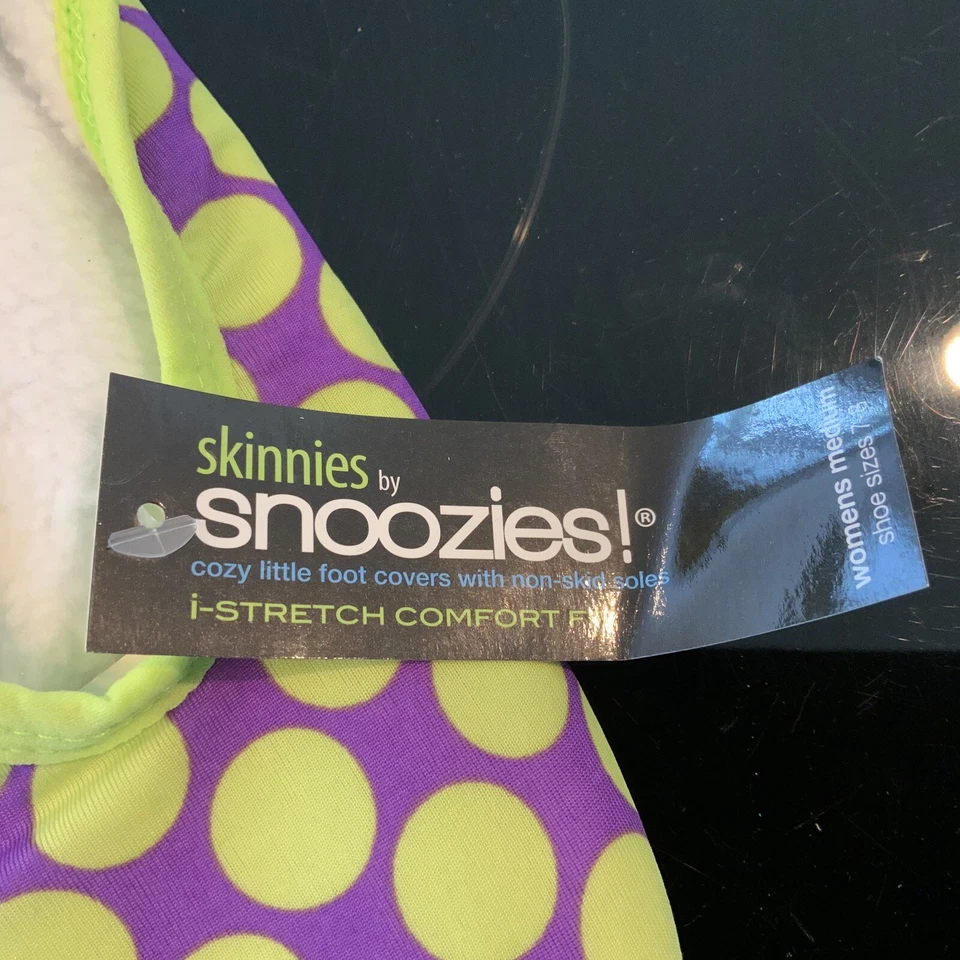 skinnies by
snoozies!®
cozy little foot covers with non-skid soles
i-STRETCH COMFORT
womens medium
shoe sizes